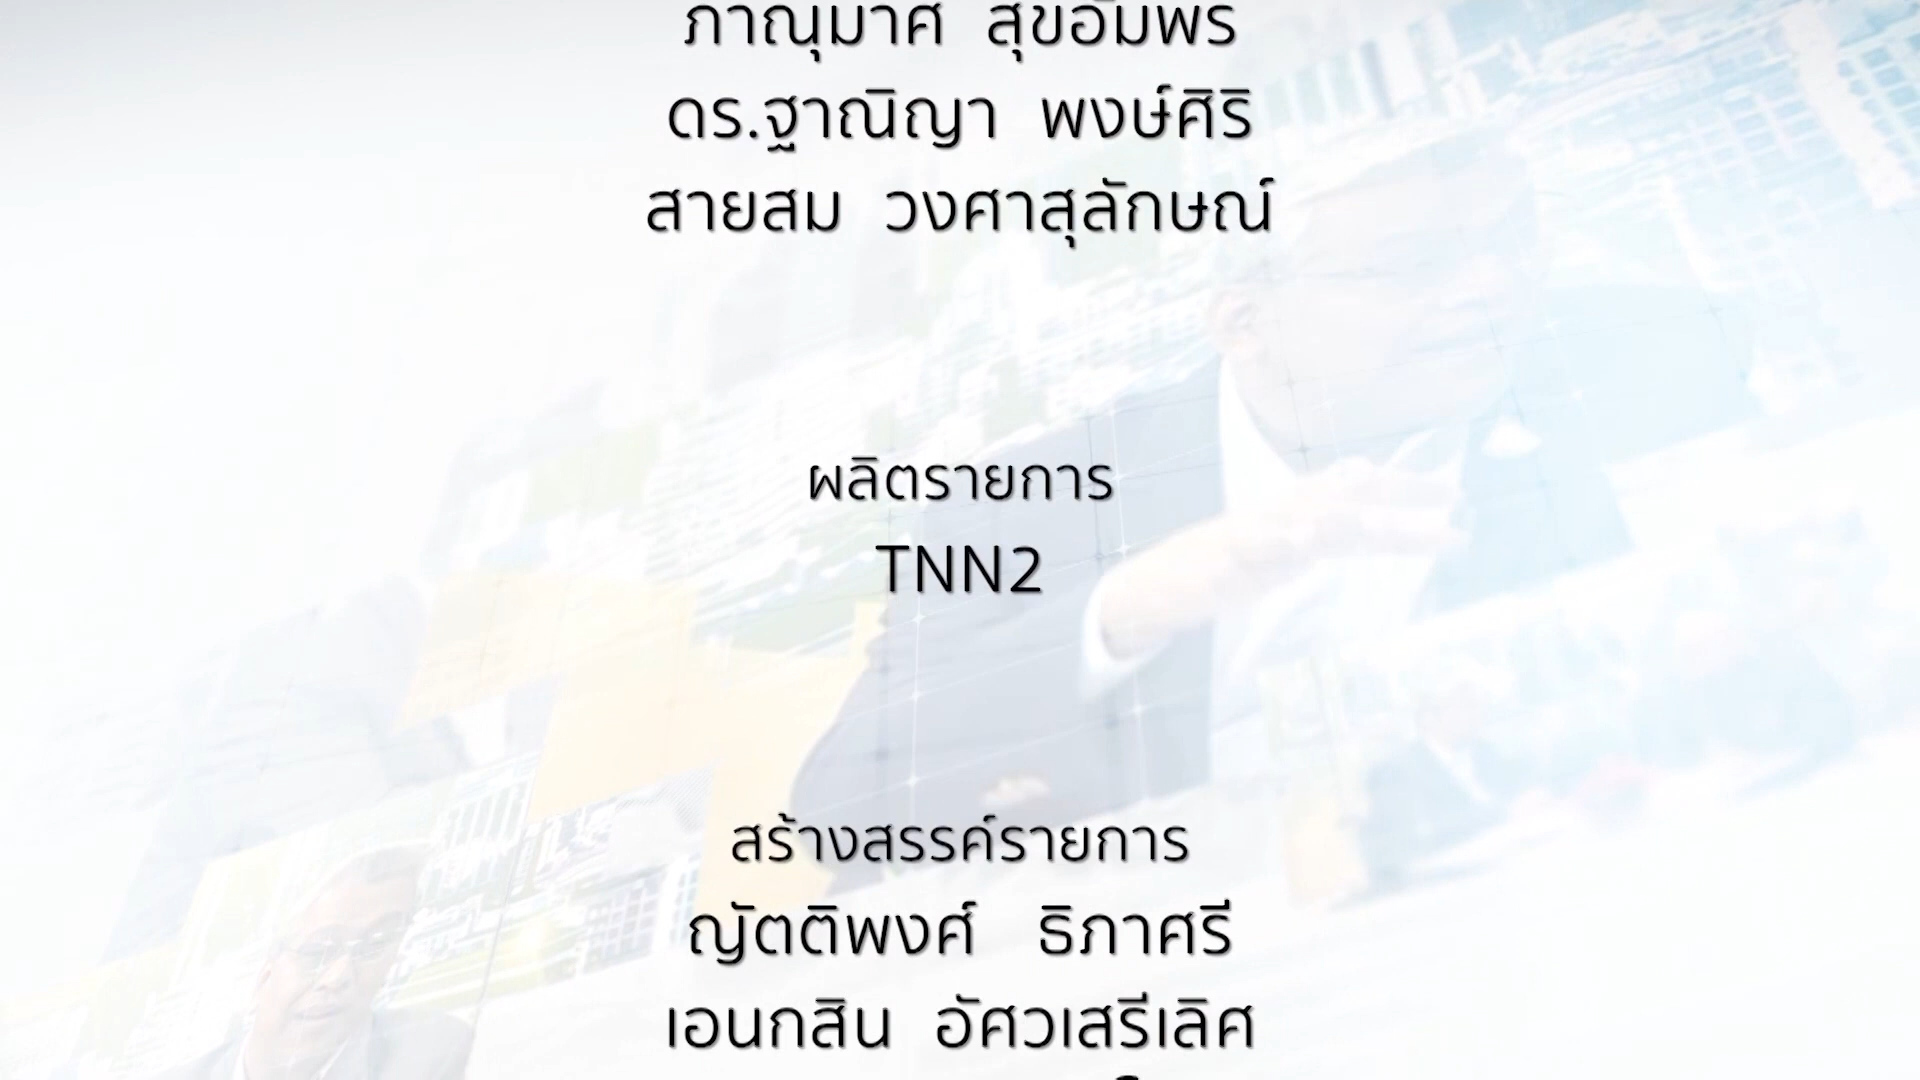 ภาณุมาศ สุขอัมพร
ดร.ฐาณิญา พงษ์ศิริ
สายสม วงศาสุลักษณ์
ผลิตรายการ
TNN2
สร้างสรรค์รายการ
ญัตติพงศ์ ธิภาศรี
เอนกสิน อัศวเสรีเลิศ